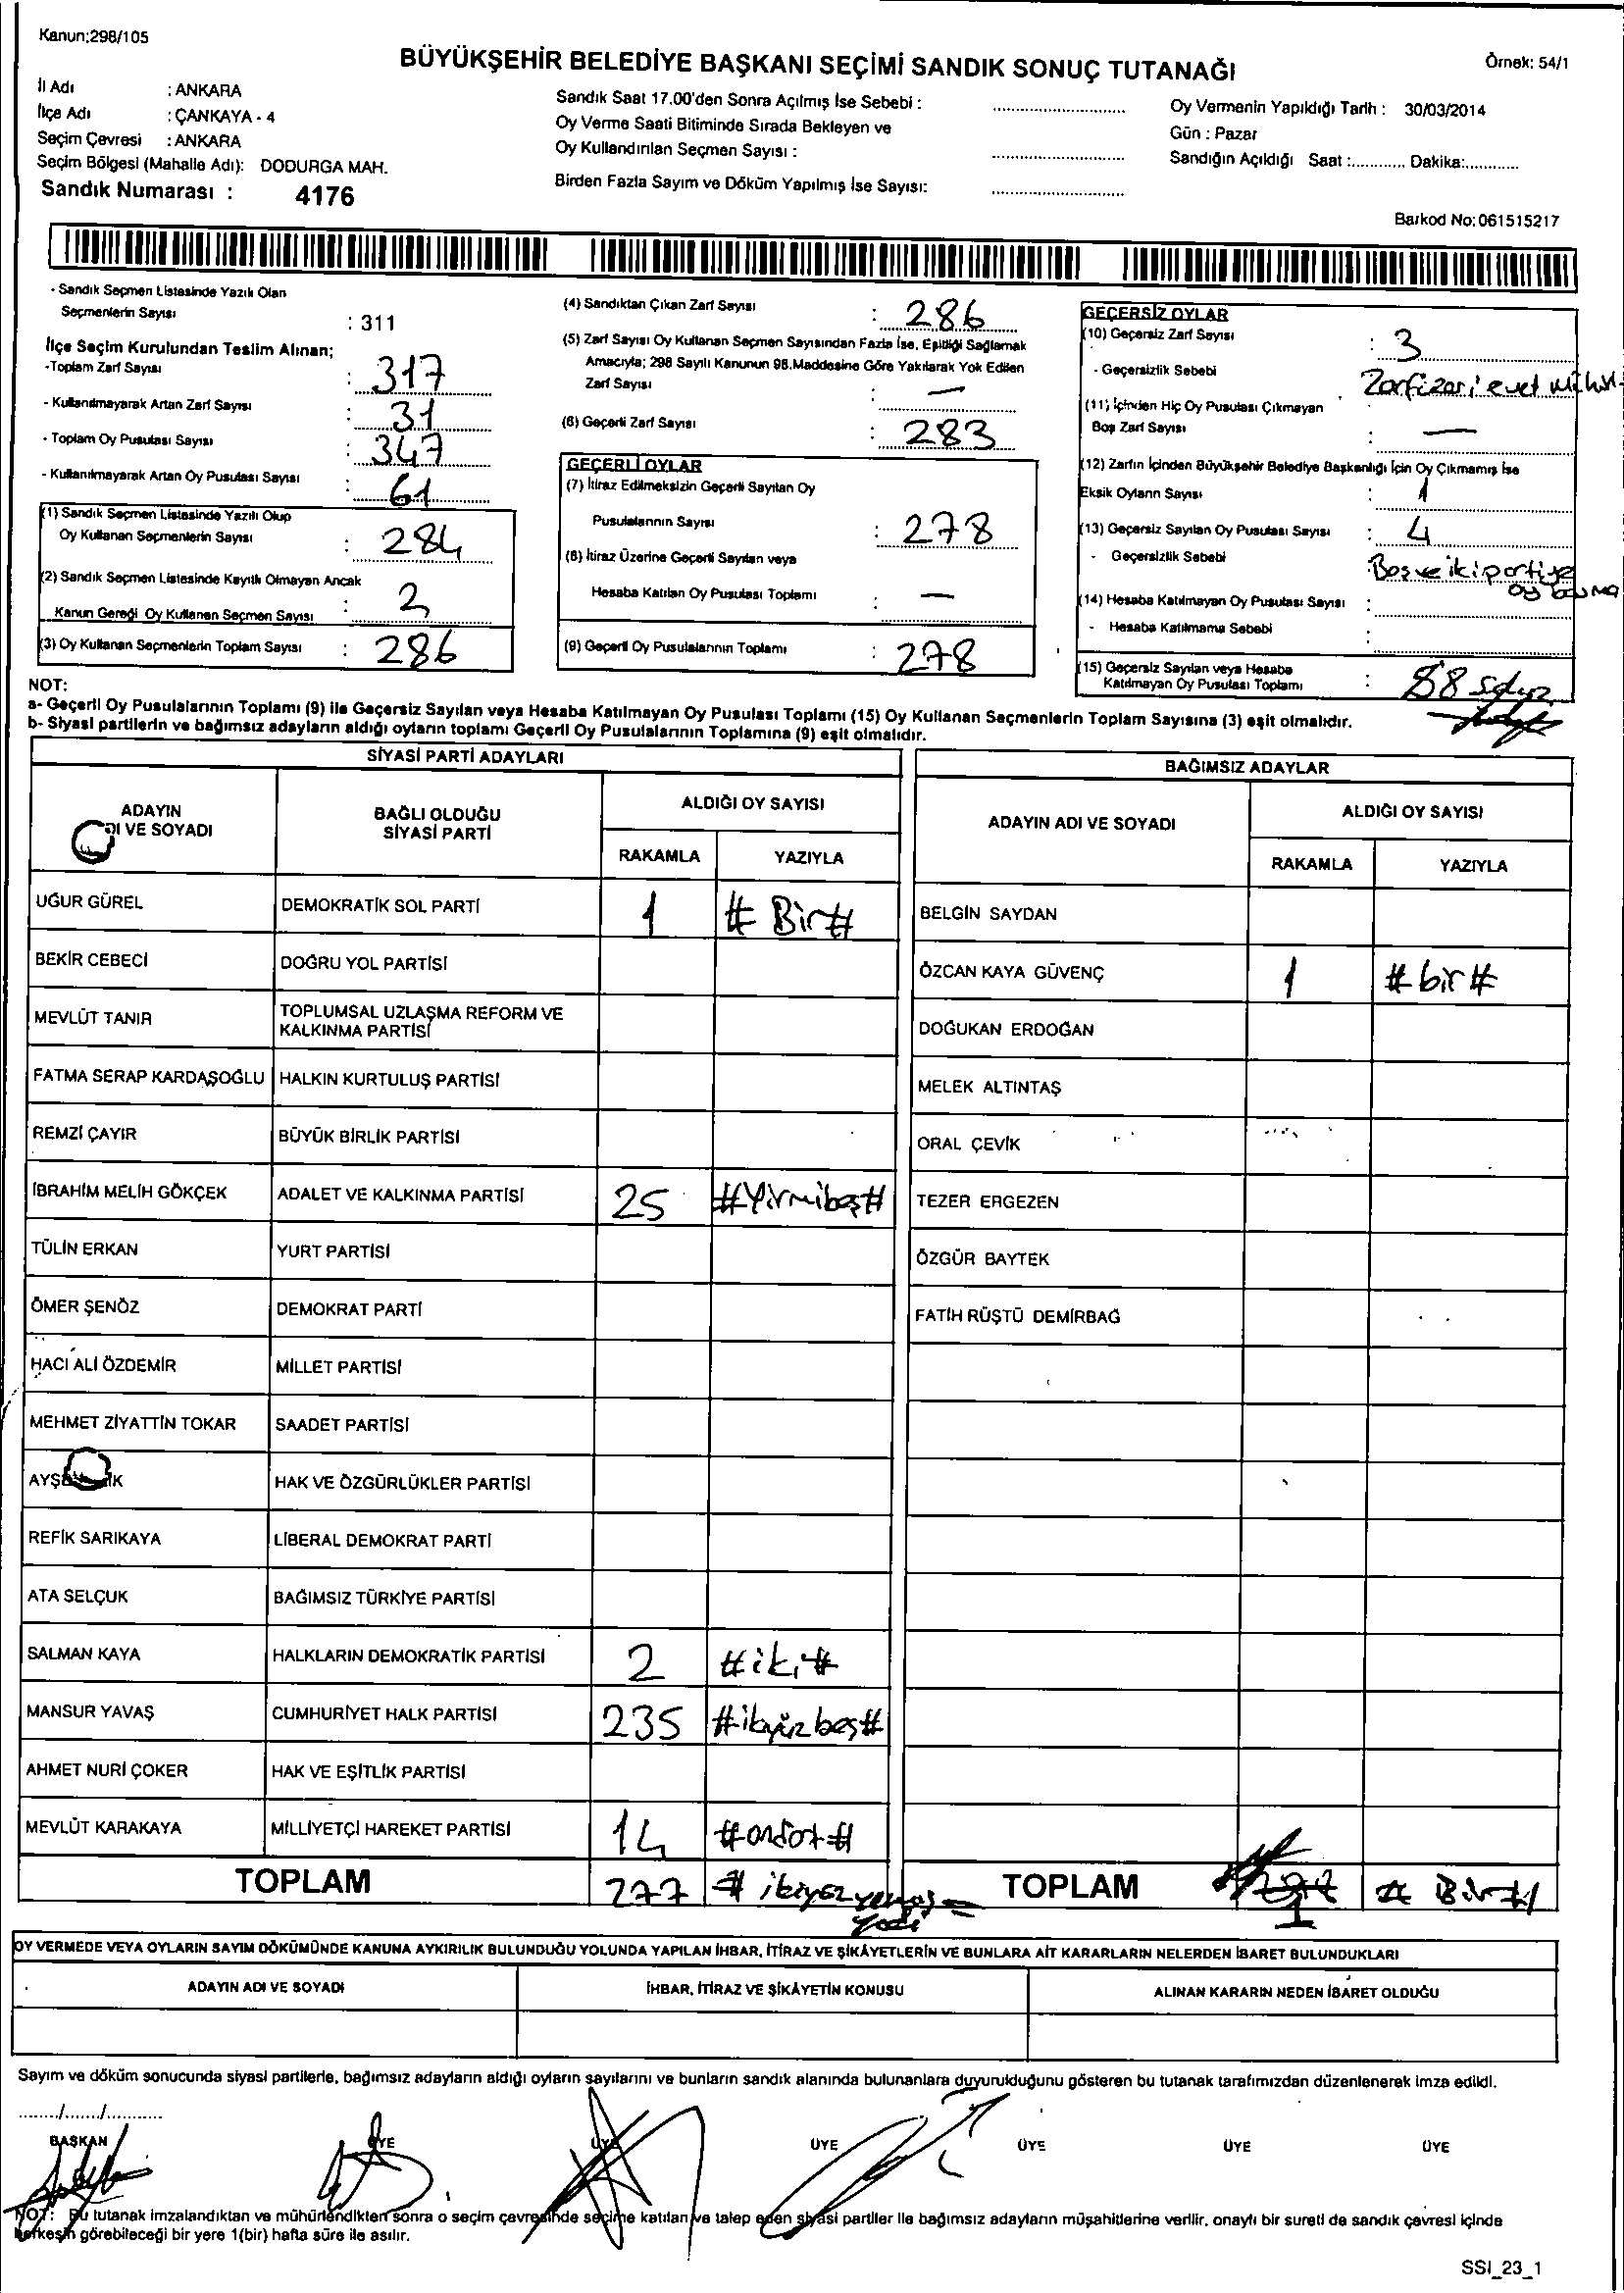 Kanun;298/105
BÜYÜKŞEHİR BELEDİYE BAŞKANI SEÇİMİ SANDIK SONUÇ TUTANAĞI
Örnek: 54/1
İl Adı : ANKARA
İlçe Adı : ÇANKAYA - 4
Seçim Çevresi : ANKARA
Seçim Bölgesi (Mahalle Adı): DODURGA MAH.
Sandık Numarası : 4176
Sandık Saat 17.00'den Sonra Açılmış İse Sebebi :
Oy Verme Saati Bitiminde Sırada Bekleyen ve
Oy Kullandırılan Seçmen Sayısı :
Birden Fazla Sayım ve Döküm Yapılmış İse Sayısı:
Oy Vermenin Yapıldığı Tarih : 30/03/2014
Gün : Pazar
Sandığın Açıldığı Saat :............ Dakika:............
Barkod No:061515217
- Sandık Seçmen Listesinde Yazılı Olan
Seçmenlerin Sayısı : 311
İlçe Seçim Kurulundan Teslim Alınan;
-Toplam Zarf Sayısı : 317
- Kullanılmayarak Artan Zarf Sayısı : 31
- Toplam Oy Pusulası Sayısı : 347
- Kullanılmayarak Artan Oy Pusulası Sayısı : 61
(1) Sandık Seçmen Listesinde Yazılı Olup
Oy Kullanan Seçmenlerin Sayısı : 284
(2) Sandık Seçmen Listesinde Kayıtlı Olmayan Ancak
Kanun Gereği Oy Kullanan Seçmen Sayısı : 2
(3) Oy Kullanan Seçmenlerin Toplam Sayısı : 286
(4) Sandıktan Çıkan Zarf Sayısı : 286
(5) Zarf Sayısı Oy Kullanan Seçmen Sayısından Fazla İse, Eşitliği Sağlamak
Amacıyla; 298 Sayılı Kanunun 98.Maddesine Göre Yakılarak Yok Edilen
Zarf Sayısı : —
(6) Geçerli Zarf Sayısı : 283
GEÇERLİ OYLAR
(7) İtiraz Edilmeksizin Geçerli Sayılan Oy
Pusulalarının Sayısı : 278
(8) İtiraz Üzerine Geçerli Sayılan veya
Hesaba Katılan Oy Pusulası Toplamı : —
(9) Geçerli Oy Pusulalarının Toplamı : 278
GEÇERSİZ OYLAR
(10) Geçersiz Zarf Sayısı : 3
- Geçersizlik Sebebi : evet
(11) İçinden Hiç Oy Pusulası Çıkmayan
Boş Zarf Sayısı : —
(12) Zarfın İçinden Büyükşehir Belediye Başkanlığı İçin Oy Çıkmamış İse
Eksik Oyların Sayısı : 1
(13) Geçersiz Sayılan Oy Pusulası Sayısı : 4
- Geçersizlik Sebebi : Boş ve iki partiye
oy
(14) Hesaba Katılmayan Oy Pusulası Sayısı :
- Hesaba Katılmama Sebebi :
(15) Geçersiz Sayılan veya Hesaba
Katılmayan Oy Pusulası Toplamı : 8
NOT:
a- Geçerli Oy Pusulalarının Toplamı (9) ile Geçersiz Sayılan veya Hesaba Katılmayan Oy Pusulası Toplamı (15) Oy Kullanan Seçmenlerin Toplam Sayısına (3) eşit olmalıdır.
b- Siyasi partilerin ve bağımsız adayların aldığı oyların toplamı Geçerli Oy Pusulalarının Toplamına (9) eşit olmalıdır.
SİYASİ PARTİ ADAYLARI
ADAYIN
DI VE SOYADI
BAĞLI OLDUĞU
SİYASİ PARTİ
ALDIĞI OY SAYISI
RAKAMLA YAZIYLA
UĞUR GÜREL DEMOKRATİK SOL PARTİ 1 # Bir #
BEKİR CEBECİ DOĞRU YOL PARTİSİ
MEVLÜT TANIR TOPLUMSAL UZLAŞMA REFORM VE
KALKINMA PARTİSİ
FATMA SERAP KARDAŞOĞLU HALKIN KURTULUŞ PARTİSİ
REMZİ ÇAYIR BÜYÜK BİRLİK PARTİSİ
İBRAHİM MELİH GÖKÇEK ADALET VE KALKINMA PARTİSİ 25 #Yirmibeş#
TÜLİN ERKAN YURT PARTİSİ
ÖMER ŞENÖZ DEMOKRAT PARTİ
HACI ALİ ÖZDEMİR MİLLET PARTİSİ
MEHMET ZİYATTİN TOKAR SAADET PARTİSİ
HAK VE ÖZGÜRLÜKLER PARTİSİ
REFİK SARIKAYA LİBERAL DEMOKRAT PARTİ
ATA SELÇUK BAĞIMSIZ TÜRKİYE PARTİSİ
SALMAN KAYA HALKLARIN DEMOKRATİK PARTİSİ 2 #iki#
MANSUR YAVAŞ CUMHURİYET HALK PARTİSİ 235 #ikiyüzbeş#
AHMET NURİ ÇOKER HAK VE EŞİTLİK PARTİSİ
MEVLÜT KARAKAYA MİLLİYETÇİ HAREKET PARTİSİ 14 #ondört#
TOPLAM 277 # ikiyüz yetmiş
yedi
BAĞIMSIZ ADAYLAR
ADAYIN ADI VE SOYADI
ALDIĞI OY SAYISI
RAKAMLA YAZIYLA
BELGİN SAYDAN
ÖZCAN KAYA GÜVENÇ 1 # bir #
DOĞUKAN ERDOĞAN
MELEK ALTINTAŞ
ORAL ÇEVİK
TEZER ERGEZEN
ÖZGÜR BAYTEK
FATİH RÜŞTÜ DEMİRBAĞ
TOPLAM 1 # Bir #
OY VERMEDE VEYA OYLARIN SAYIM DÖKÜMÜNDE KANUNA AYKIRILIK BULUNDUĞU YOLUNDA YAPILAN İHBAR, İTİRAZ VE ŞİKÂYETLERİN VE BUNLARA AİT KARARLARIN NELERDEN İBARET BULUNDUKLARI
ADAYIN ADI VE SOYADI İHBAR, İTİRAZ VE ŞİKÂYETİN KONUSU ALINAN KARARIN NEDEN İBARET OLDUĞU
Sayım ve döküm sonucunda siyasi partilerle, bağımsız adayların aldığı oyların sayılarını ve bunların sandık alanında bulunanlara duyurulduğunu gösteren bu tutanak tarafımızdan düzenlenerek imza edildi.
......../......./...........
BAŞKAN ÜYE ÜYE ÜYE ÜYE ÜYE ÜYE
NOT: Bu tutanak imzalandıktan ve mühürlendikten sonra o seçim çevresinde seçime katılan ve talep eden siyasi partiler ile bağımsız adayların müşahitlerine verilir, onaylı bir sureti de sandık çevresi içinde
herkesin görebileceği bir yere 1(bir) hafta süre ile asılır.
SSI_23_1